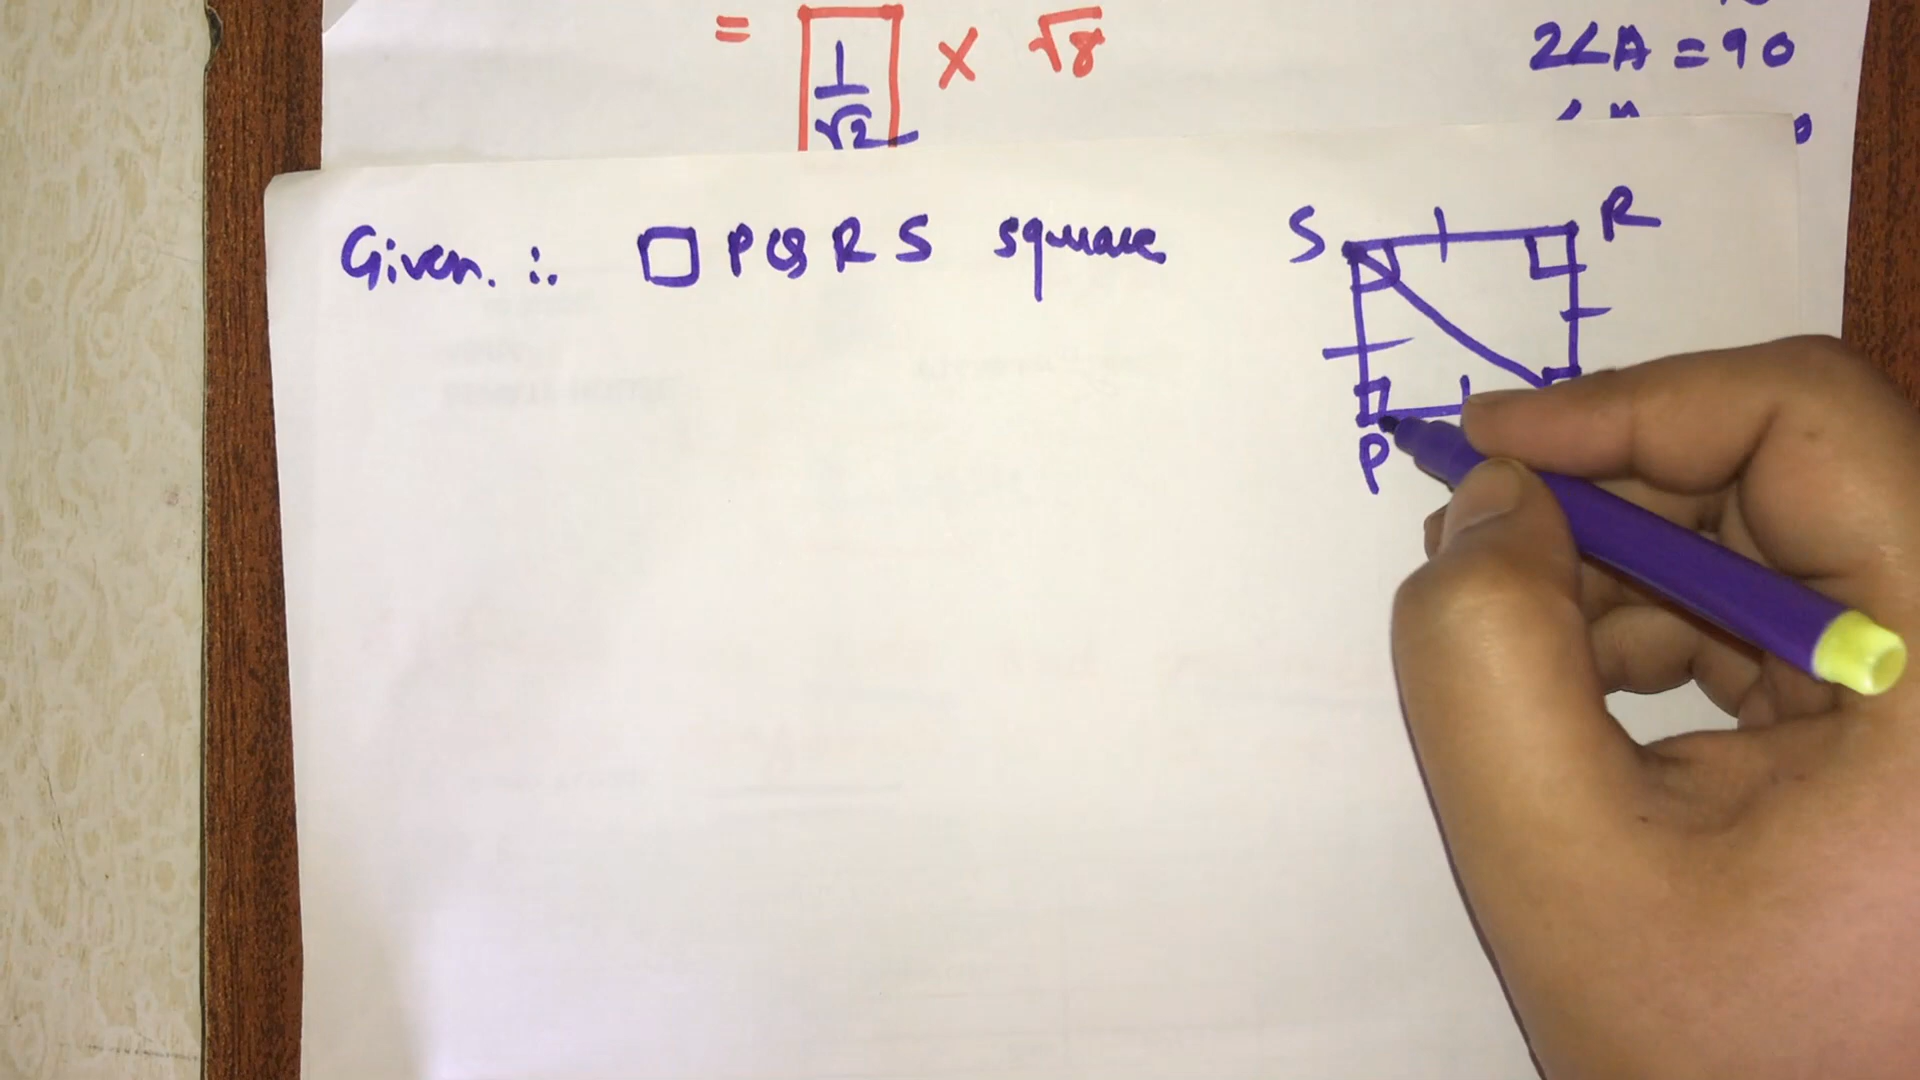 = 1/√2 × √8
2∠A = 90
Given. :. □ PQRS square
S R
P